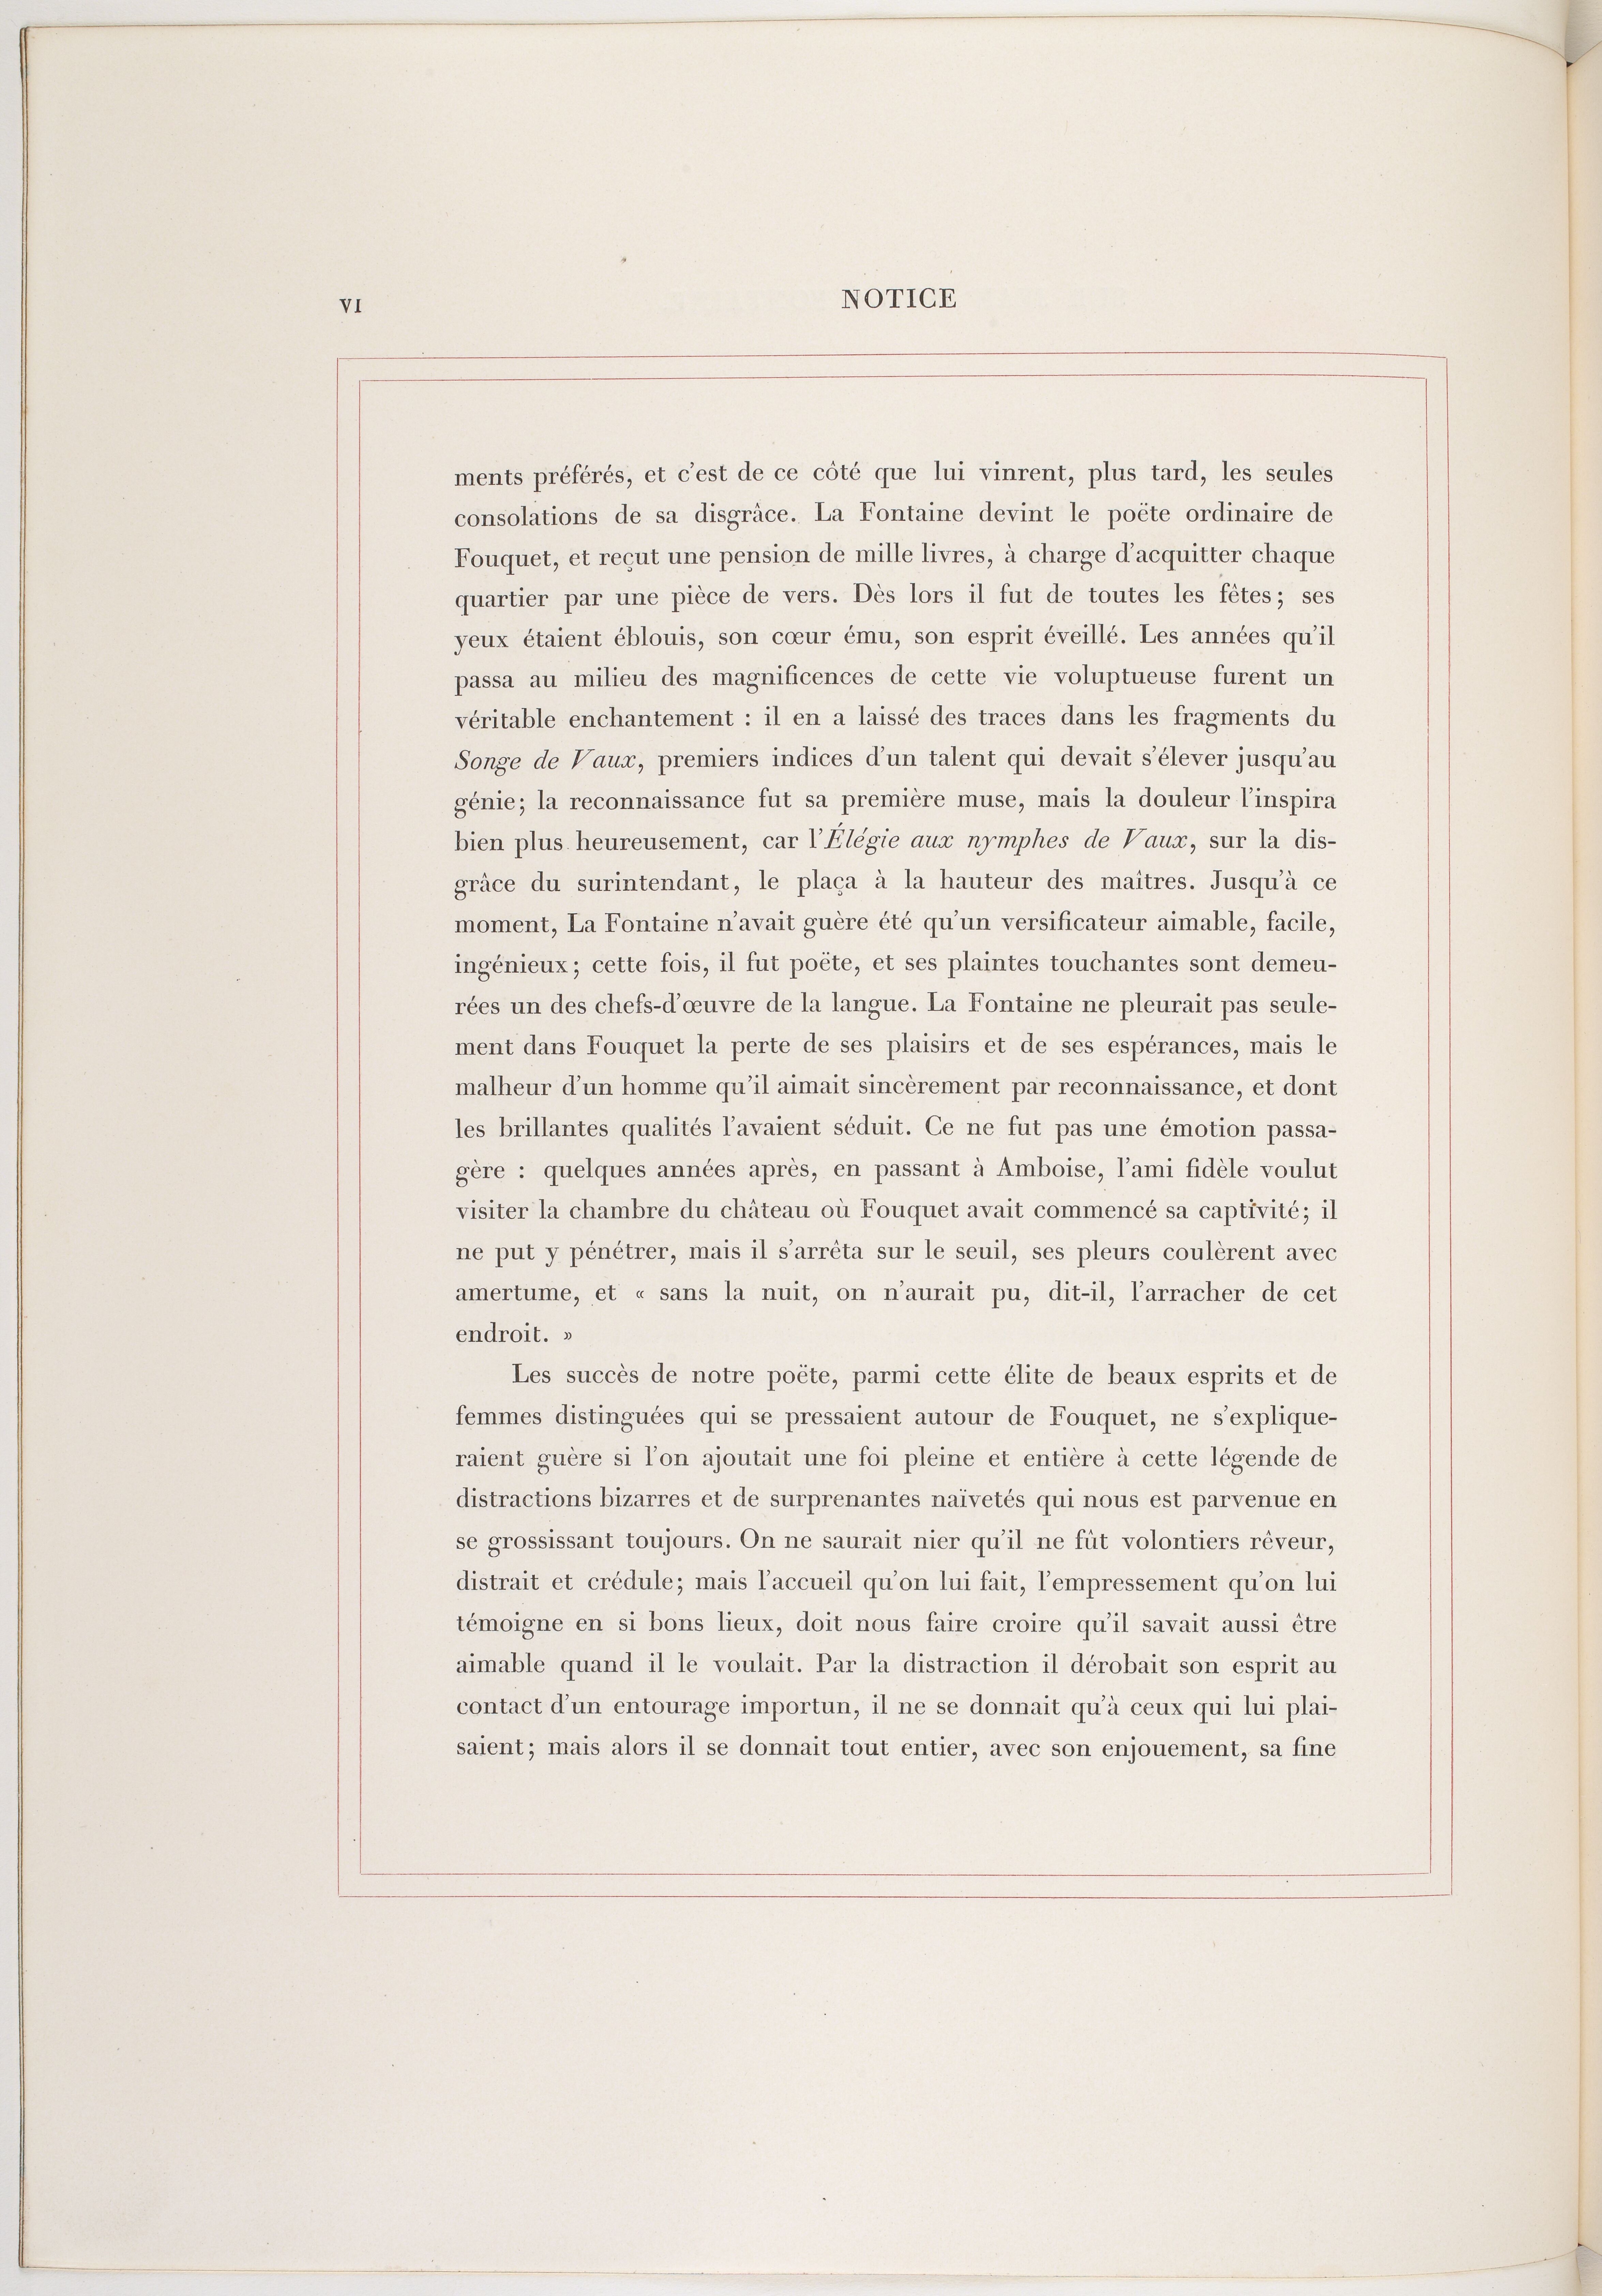 VI
NOTICE
ments préférés, et c'est de ce côté que lui vinrent, plus tard, les seules
consolations de sa disgrâce. La Fontaine devint le poëte ordinaire de
Fouquet, et reçut une pension de mille livres, à charge d'acquitter chaque
quartier par une pièce de vers. Dès lors il fut de toutes les fêtes; ses
yeux étaient éblouis, son cœur ému, son esprit éveillé. Les années qu'il
passa au milieu des magnificences de cette vie voluptueuse furent un
véritable enchantement : il en a laissé des traces dans les fragments du
Songe de Vaux, premiers indices d'un talent qui devait s'élever jusqu'au
génie; la reconnaissance fut sa première muse, mais la douleur l'inspira
bien plus heureusement, car l'Élégie aux nymphes de Vaux, sur la dis-
grâce du surintendant, le plaça à la hauteur des maîtres. Jusqu'à ce
moment, La Fontaine n'avait guère été qu'un versificateur aimable, facile,
ingénieux; cette fois, il fut poëte, et ses plaintes touchantes sont demeu-
rées un des chefs-d'œuvre de la langue. La Fontaine ne pleurait pas seule-
ment dans Fouquet la perte de ses plaisirs et de ses espérances, mais le
malheur d'un homme qu'il aimait sincèrement par reconnaissance, et dont
les brillantes qualités l'avaient séduit. Ce ne fut pas une émotion passa-
gère : quelques années après, en passant à Amboise, l'ami fidèle voulut
visiter la chambre du château où Fouquet avait commencé sa captivité; il
ne put y pénétrer, mais il s'arrêta sur le seuil, ses pleurs coulèrent avec
amertume, et « sans la nuit, on n'aurait pu, dit-il, l'arracher de cet
endroit. »
Les succès de notre poëte, parmi cette élite de beaux esprits et de
femmes distinguées qui se pressaient autour de Fouquet, ne s'explique-
raient guère si l'on ajoutait une foi pleine et entière à cette légende de
distractions bizarres et de surprenantes naïvetés qui nous est parvenue en
se grossissant toujours. On ne saurait nier qu'il ne fût volontiers rêveur,
distrait et crédule; mais l'accueil qu'on lui fait, l'empressement qu'on lui
témoigne en si bons lieux, doit nous faire croire qu'il savait aussi être
aimable quand il le voulait. Par la distraction il dérobait son esprit au
contact d'un entourage importun, il ne se donnait qu'à ceux qui lui plai-
saient; mais alors il se donnait tout entier, avec son enjouement, sa fine